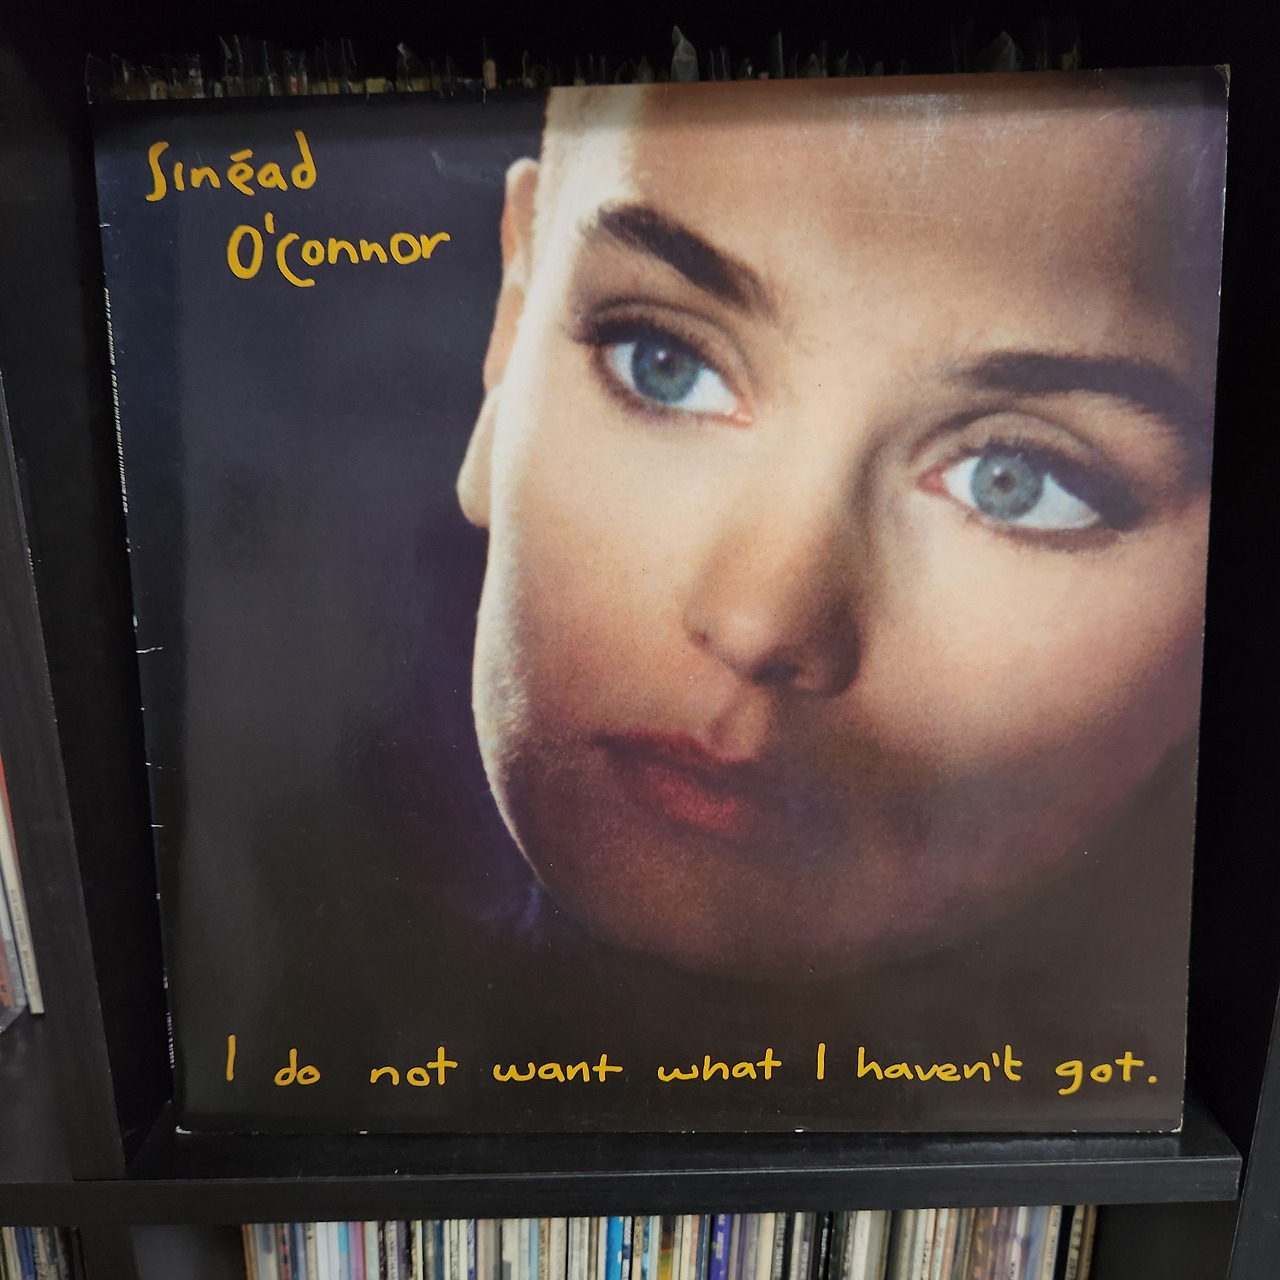 Sinéad
O'Connor
I do not want what I haven't got.